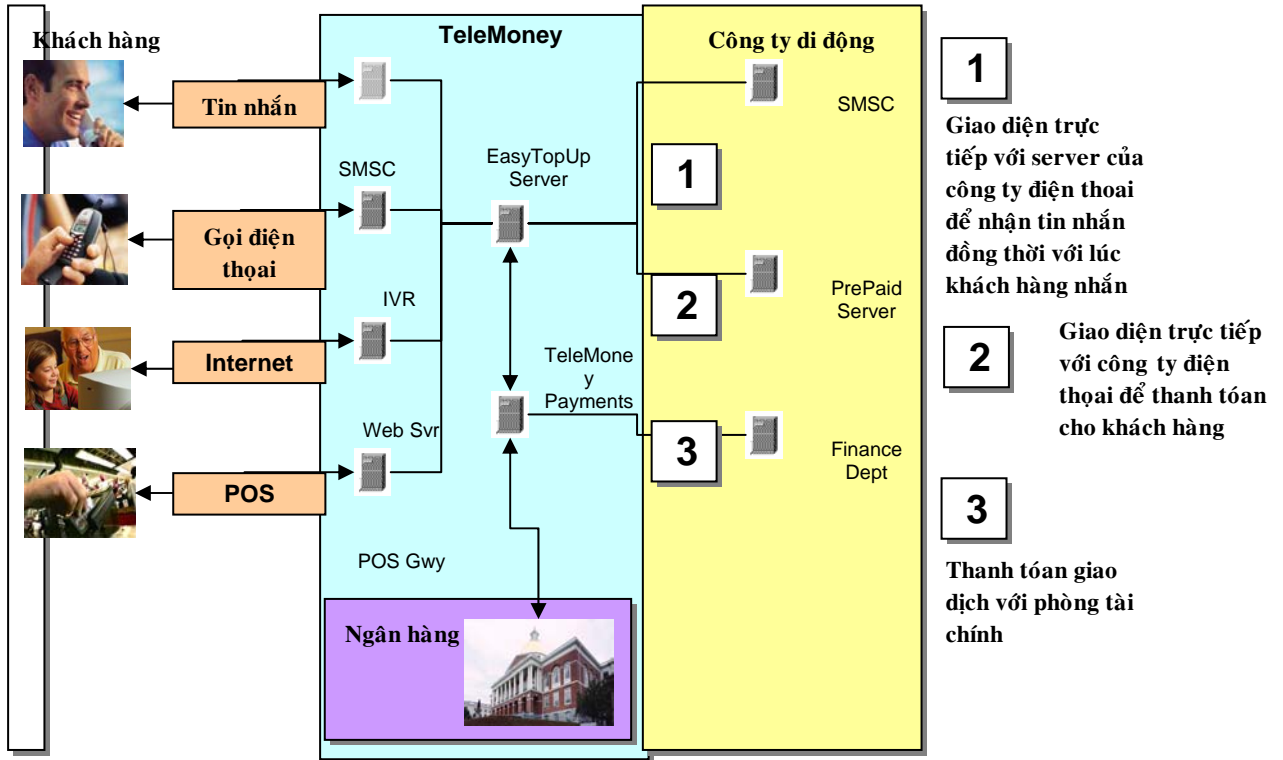 Khách hàng
Tin nhắn
Gọi điện
thọai
Internet
POS
TeleMoney
SMSC
IVR
Web Svr
POS Gwy
EasyTopUp
Server
TeleMone
y
Payments
Ngân hàng
Công ty di động
SMSC
PrePaid
Server
Finance
Dept
1
2
3
1
Giao diện trực
tiếp với server của
công ty điện thoai
để nhận tin nhắn
đồng thời với lúc
khách hàng nhắn
2
Giao diện trực tiếp
với công ty điện
thọai để thanh tóan
cho khách hàng
3
Thanh tóan giao
dịch với phòng tài
chính